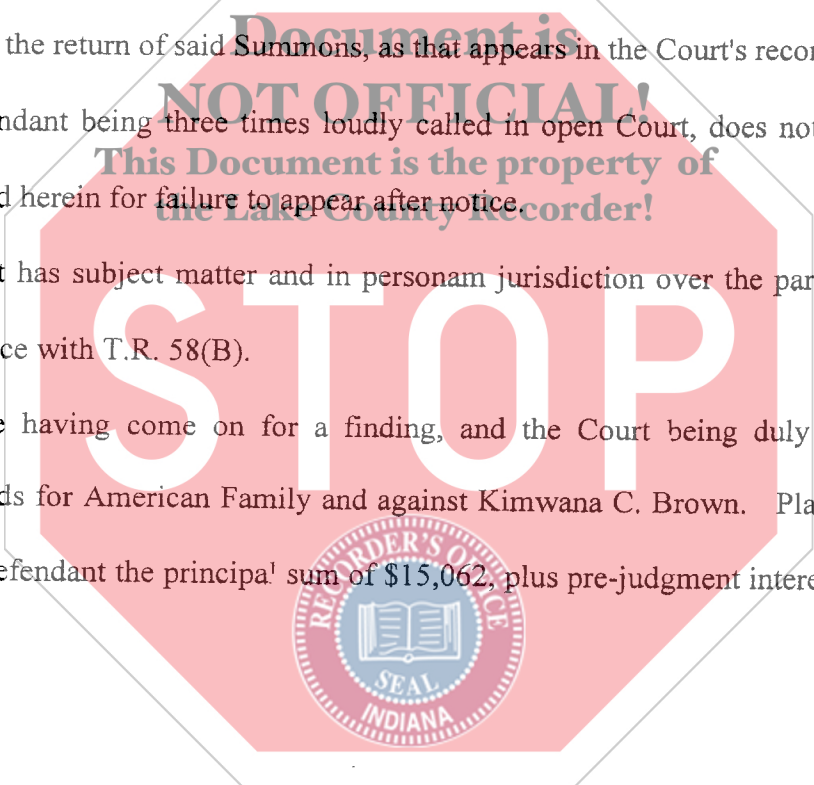 Document is
the return of said Summons, as that appears in the Court's recor
NOT OFFICIAL!
ndant being three times loudly called in open Court, does not
This Document is the property of
d herein for failure to appear after notice.
the Lake County Recorder!
t has subject matter and in personam jurisdiction over the par
ce with T.R. 58(B).
STOP
e having come on for a finding, and the Court being duly
ds for American Family and against Kimwana C. Brown. Pla
efendant the principal sum of $15,062, plus pre-judgment intere
RECORDER'S OFFICE
SEAL
INDIANA